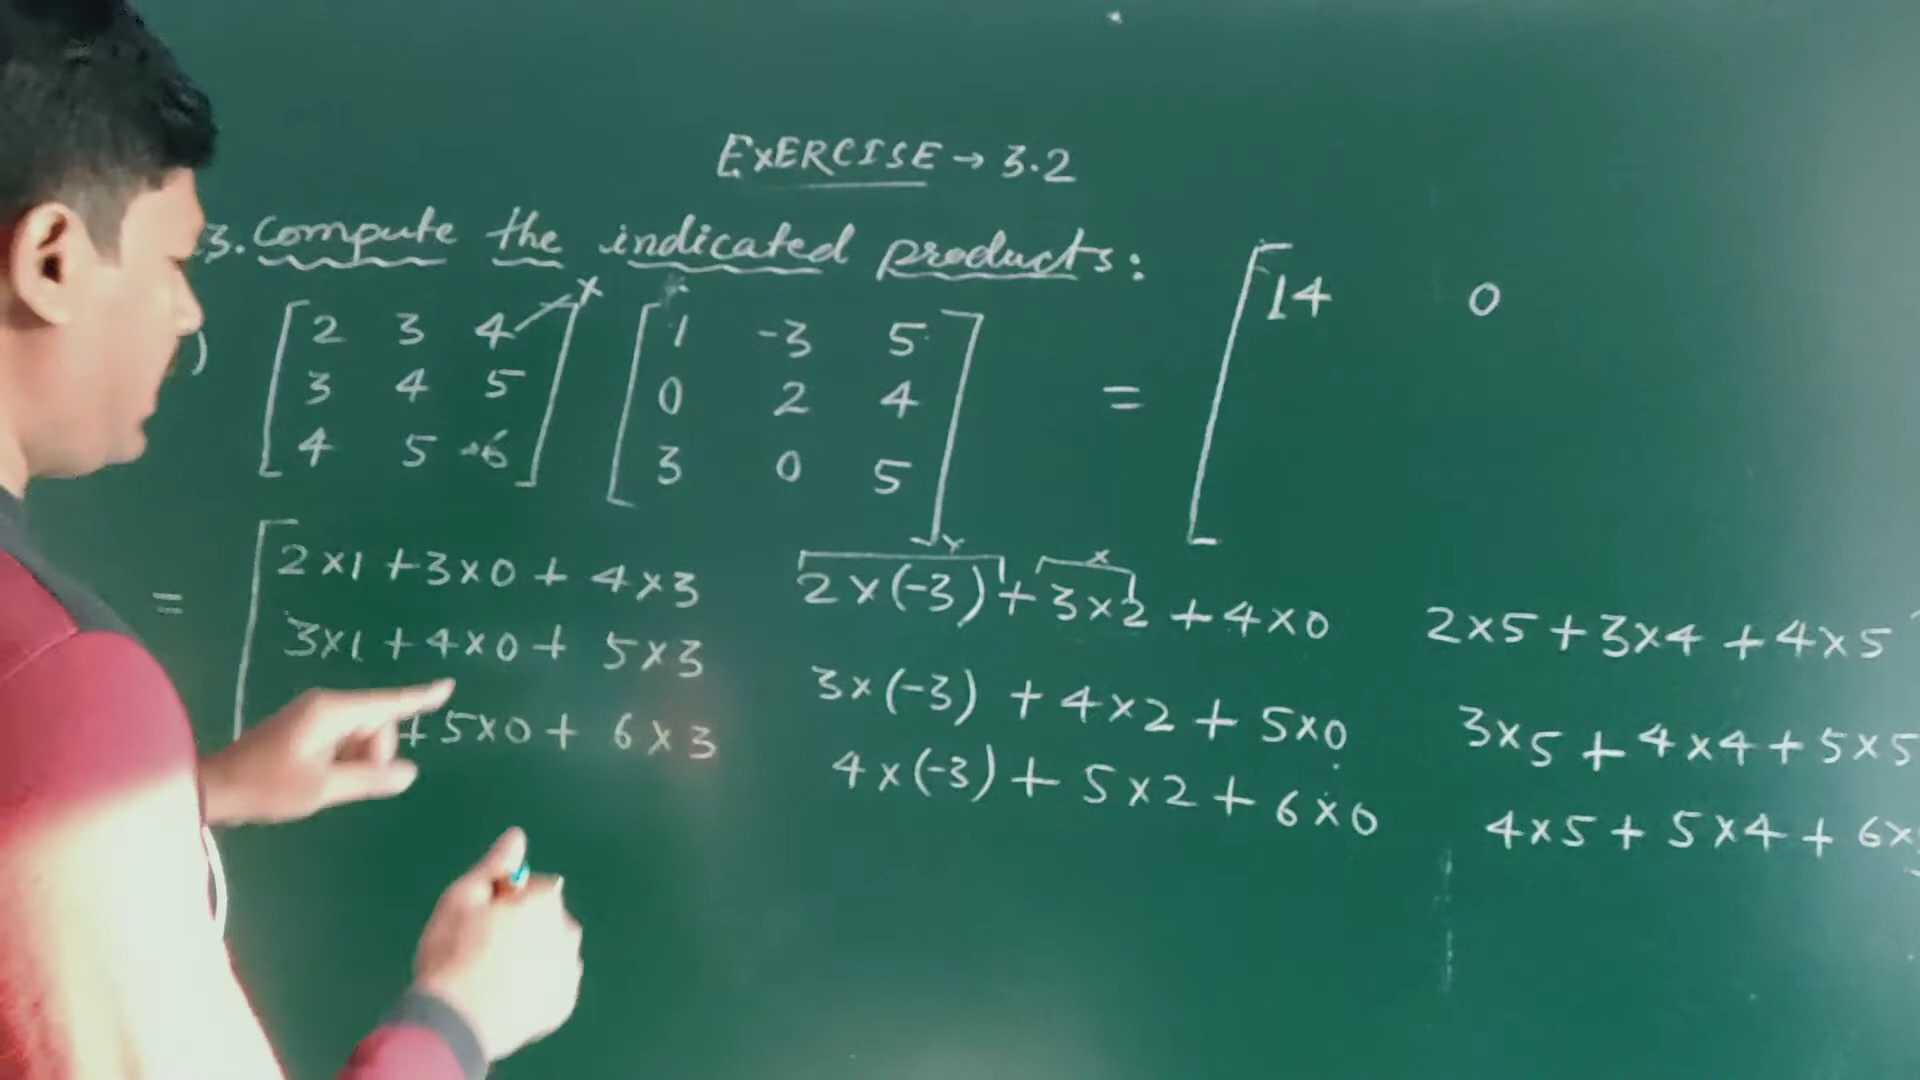 EXERCISE → 3.2
3. Compute the indicated products:
) [2 3 4] [1 -3 5] = [14 0
3 4 5 0 2 4
4 5 6 3 0 5
= [2×1+3×0+4×3 2×(-3)+3×2+4×0 2×5+3×4+4×5
3×1+4×0+5×3 3×(-3)+4×2+5×0 3×5+4×4+5×5
+5×0+6×3 4×(-3)+5×2+6×0 4×5+5×4+6×